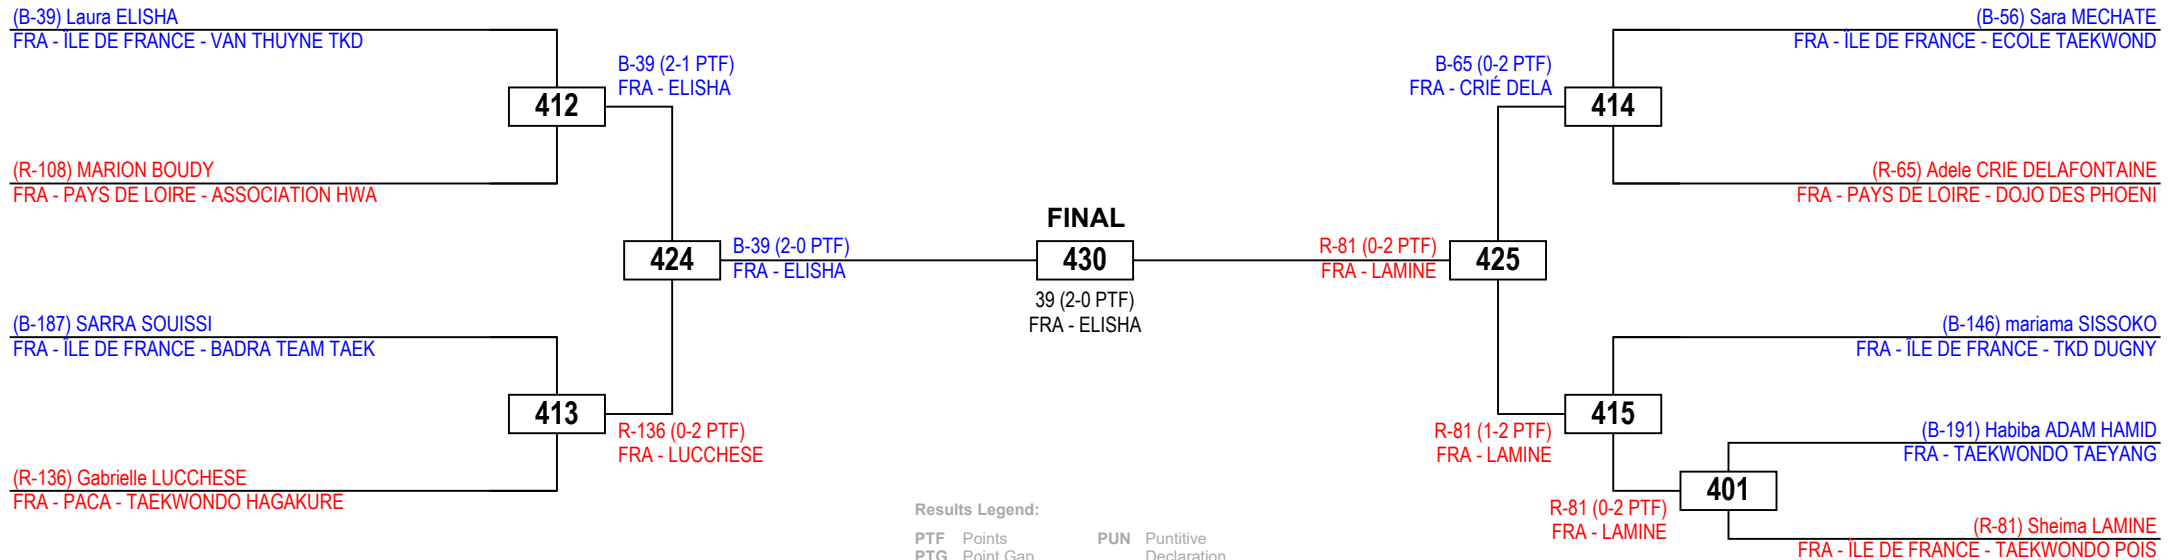 (B-39) Laura ELISHA
FRA - ÎLE DE FRANCE - VAN THUYNE TKD
412
B-39 (2-1 PTF)
FRA - ELISHA
(R-108) MARION BOUDY
FRA - PAYS DE LOIRE - ASSOCIATION HWA
424
B-39 (2-0 PTF)
FRA - ELISHA
(B-187) SARRA SOUISSI
FRA - ÎLE DE FRANCE - BADRA TEAM TAEK
413
R-136 (0-2 PTF)
FRA - LUCCHESE
(R-136) Gabrielle LUCCHESE
FRA - PACA - TAEKWONDO HAGAKURE
FINAL
430
39 (2-0 PTF)
FRA - ELISHA
(B-56) Sara MECHATE
FRA - ÎLE DE FRANCE - ECOLE TAEKWOND
B-65 (0-2 PTF)
FRA - CRIÉ DELA
414
(R-65) Adele CRIÉ DELAFONTAINE
FRA - PAYS DE LOIRE - DOJO DES PHOENI
R-81 (0-2 PTF)
FRA - LAMINE
425
(B-146) mariama SISSOKO
FRA - ÎLE DE FRANCE - TKD DUGNY
415
R-81 (1-2 PTF)
FRA - LAMINE
(B-191) Habiba ADAM HAMID
FRA - TAEKWONDO TAEYANG
401
R-81 (0-2 PTF)
FRA - LAMINE
(R-81) Sheima LAMINE
FRA - ÎLE DE FRANCE - TAEKWONDO POIS
Results Legend:
PTF Points PUN Puntitive
PTG Point Gap Declaration